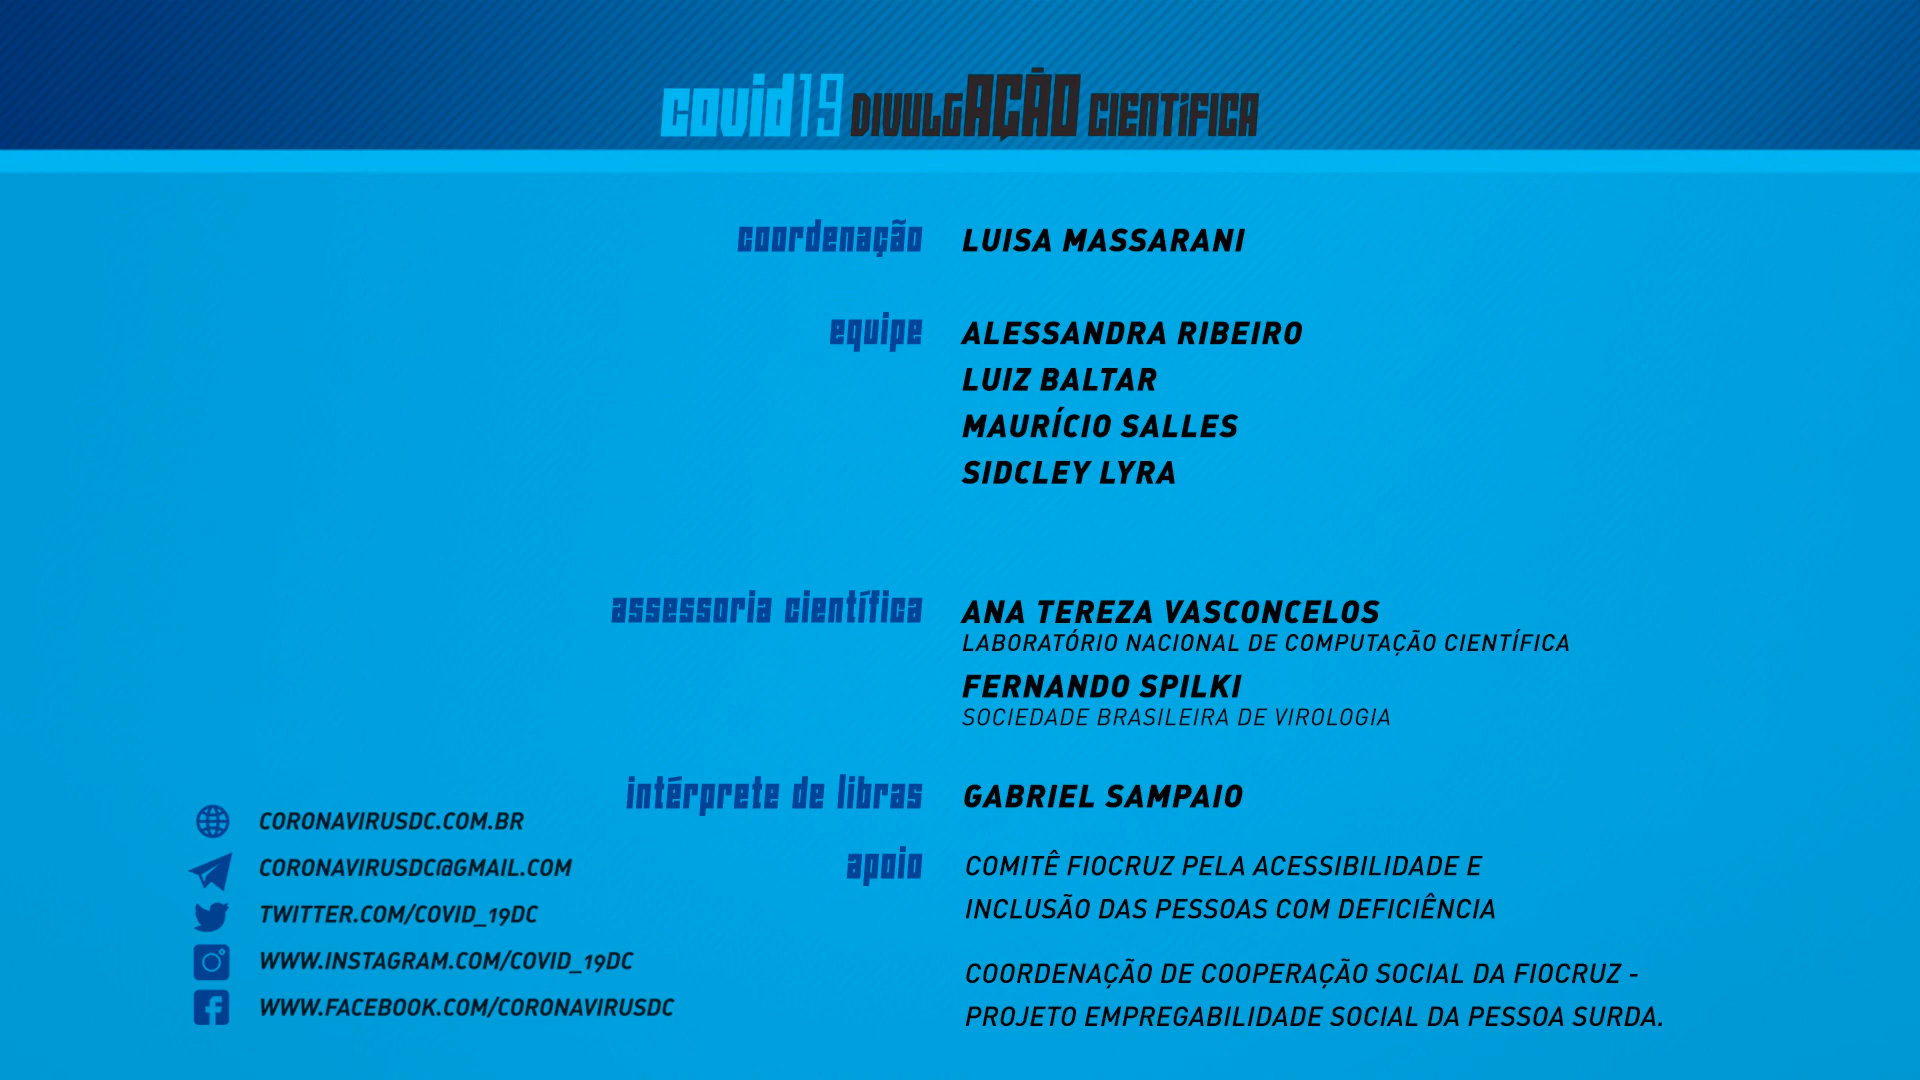 covid19 DIVULGAÇÃO CIENTÍFICA
coordenação LUISA MASSARANI
equipe ALESSANDRA RIBEIRO
LUIZ BALTAR
MAURÍCIO SALLES
SIDCLEY LYRA
assessoria científica ANA TEREZA VASCONCELOS
LABORATÓRIO NACIONAL DE COMPUTAÇÃO CIENTÍFICA
FERNANDO SPILKI
SOCIEDADE BRASILEIRA DE VIROLOGIA
intérprete de libras GABRIEL SAMPAIO
apoio COMITÊ FIOCRUZ PELA ACESSIBILIDADE E
INCLUSÃO DAS PESSOAS COM DEFICIÊNCIA
COORDENAÇÃO DE COOPERAÇÃO SOCIAL DA FIOCRUZ -
PROJETO EMPREGABILIDADE SOCIAL DA PESSOA SURDA.
CORONAVIRUSDC.COM.BR
CORONAVIRUSDC@GMAIL.COM
TWITTER.COM/COVID_19DC
WWW.INSTAGRAM.COM/COVID_19DC
WWW.FACEBOOK.COM/CORONAVIRUSDC